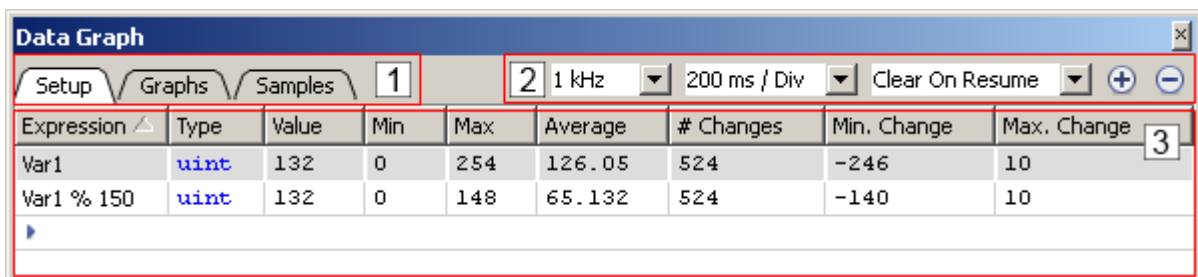 Data Graph
Setup Graphs Samples 1 2 1 kHz 200 ms / Div Clear On Resume
Expression Type Value Min Max Average # Changes Min. Change Max. Change 3
Var1 uint 132 0 254 126.05 524 -246 10
Var1 % 150 uint 132 0 148 65.132 524 -140 10